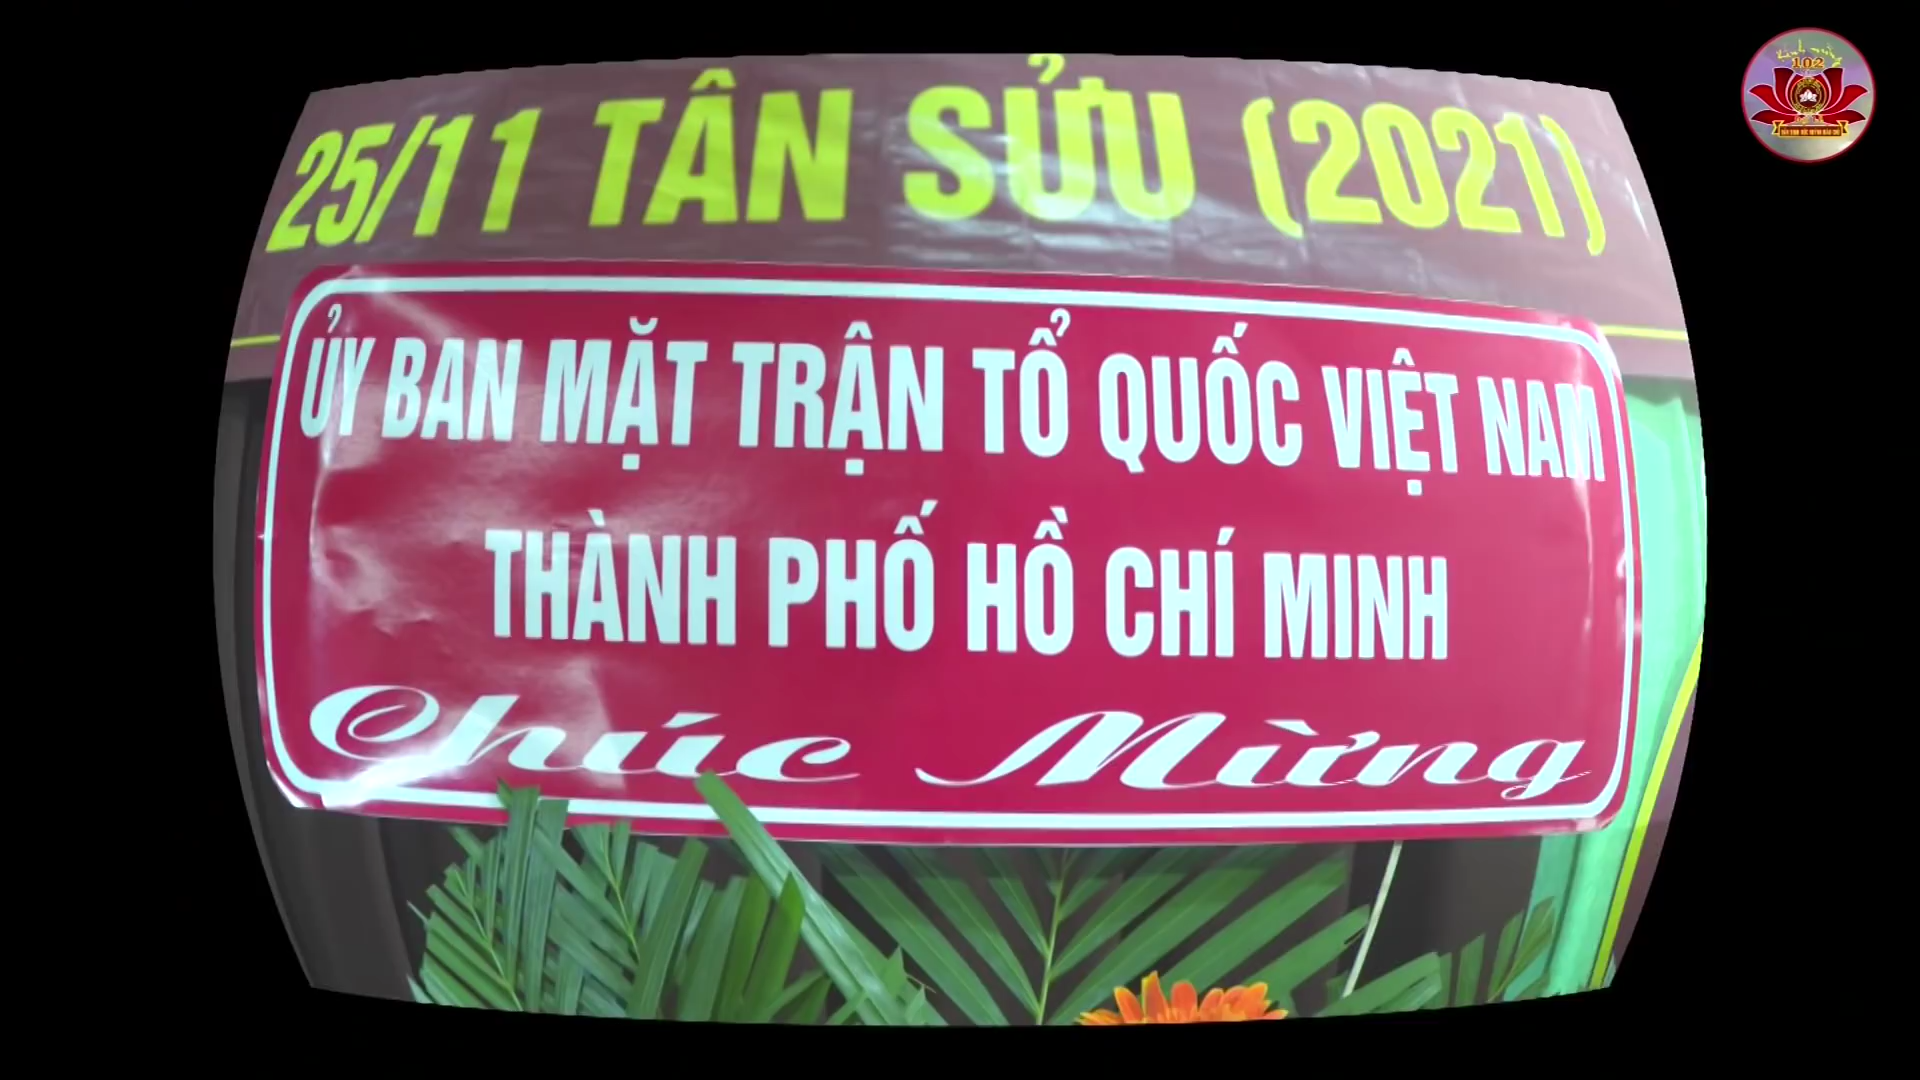 102
25/11 TÂN SỬU (2021)
ỦY BAN MẶT TRẬN TỔ QUỐC VIỆT NAM
THÀNH PHỐ HỒ CHÍ MINH
Chúc Mừng